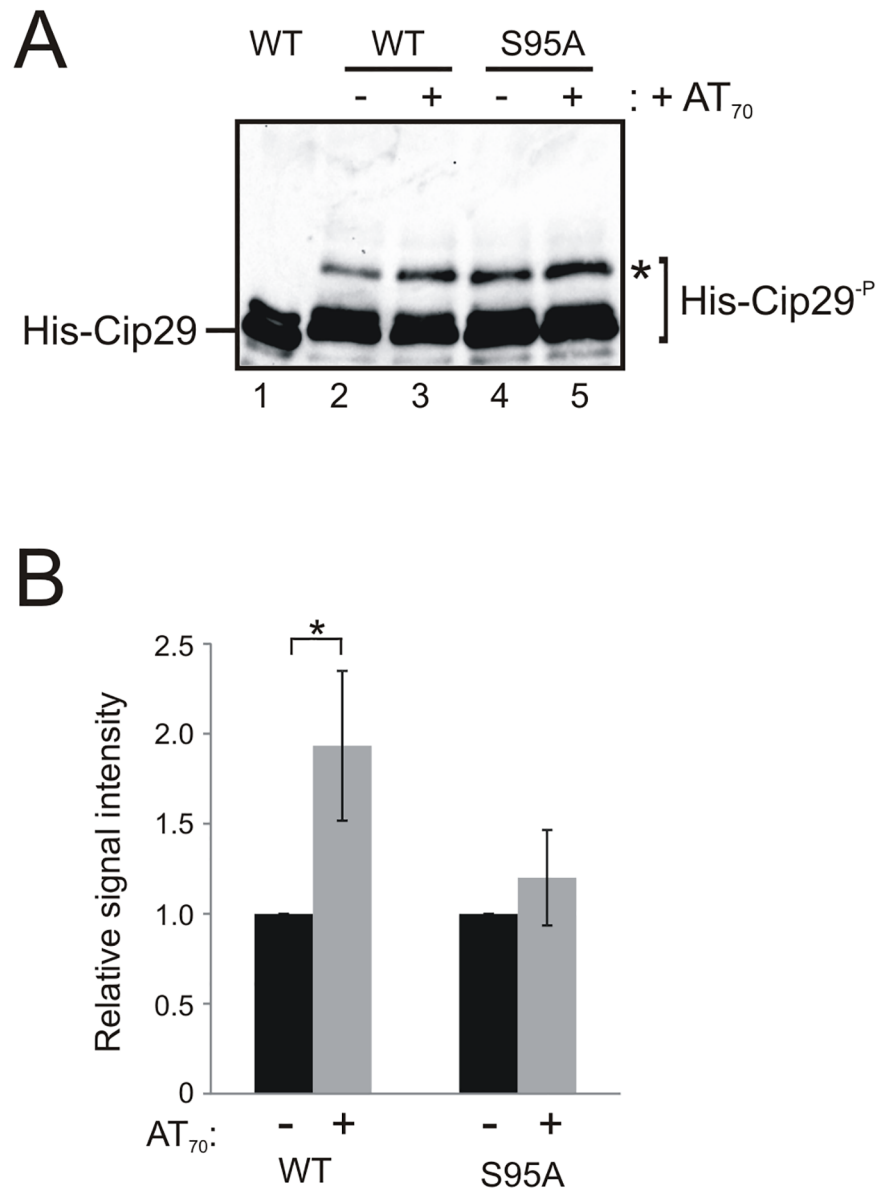 A
WT WT S95A
- + - + : + AT70
*
His-Cip29 His-Cip29-P
1 2 3 4 5
B
*
2.5
2.0
1.5
1.0
0.5
0
Relative signal intensity
AT70: - + - +
WT S95A